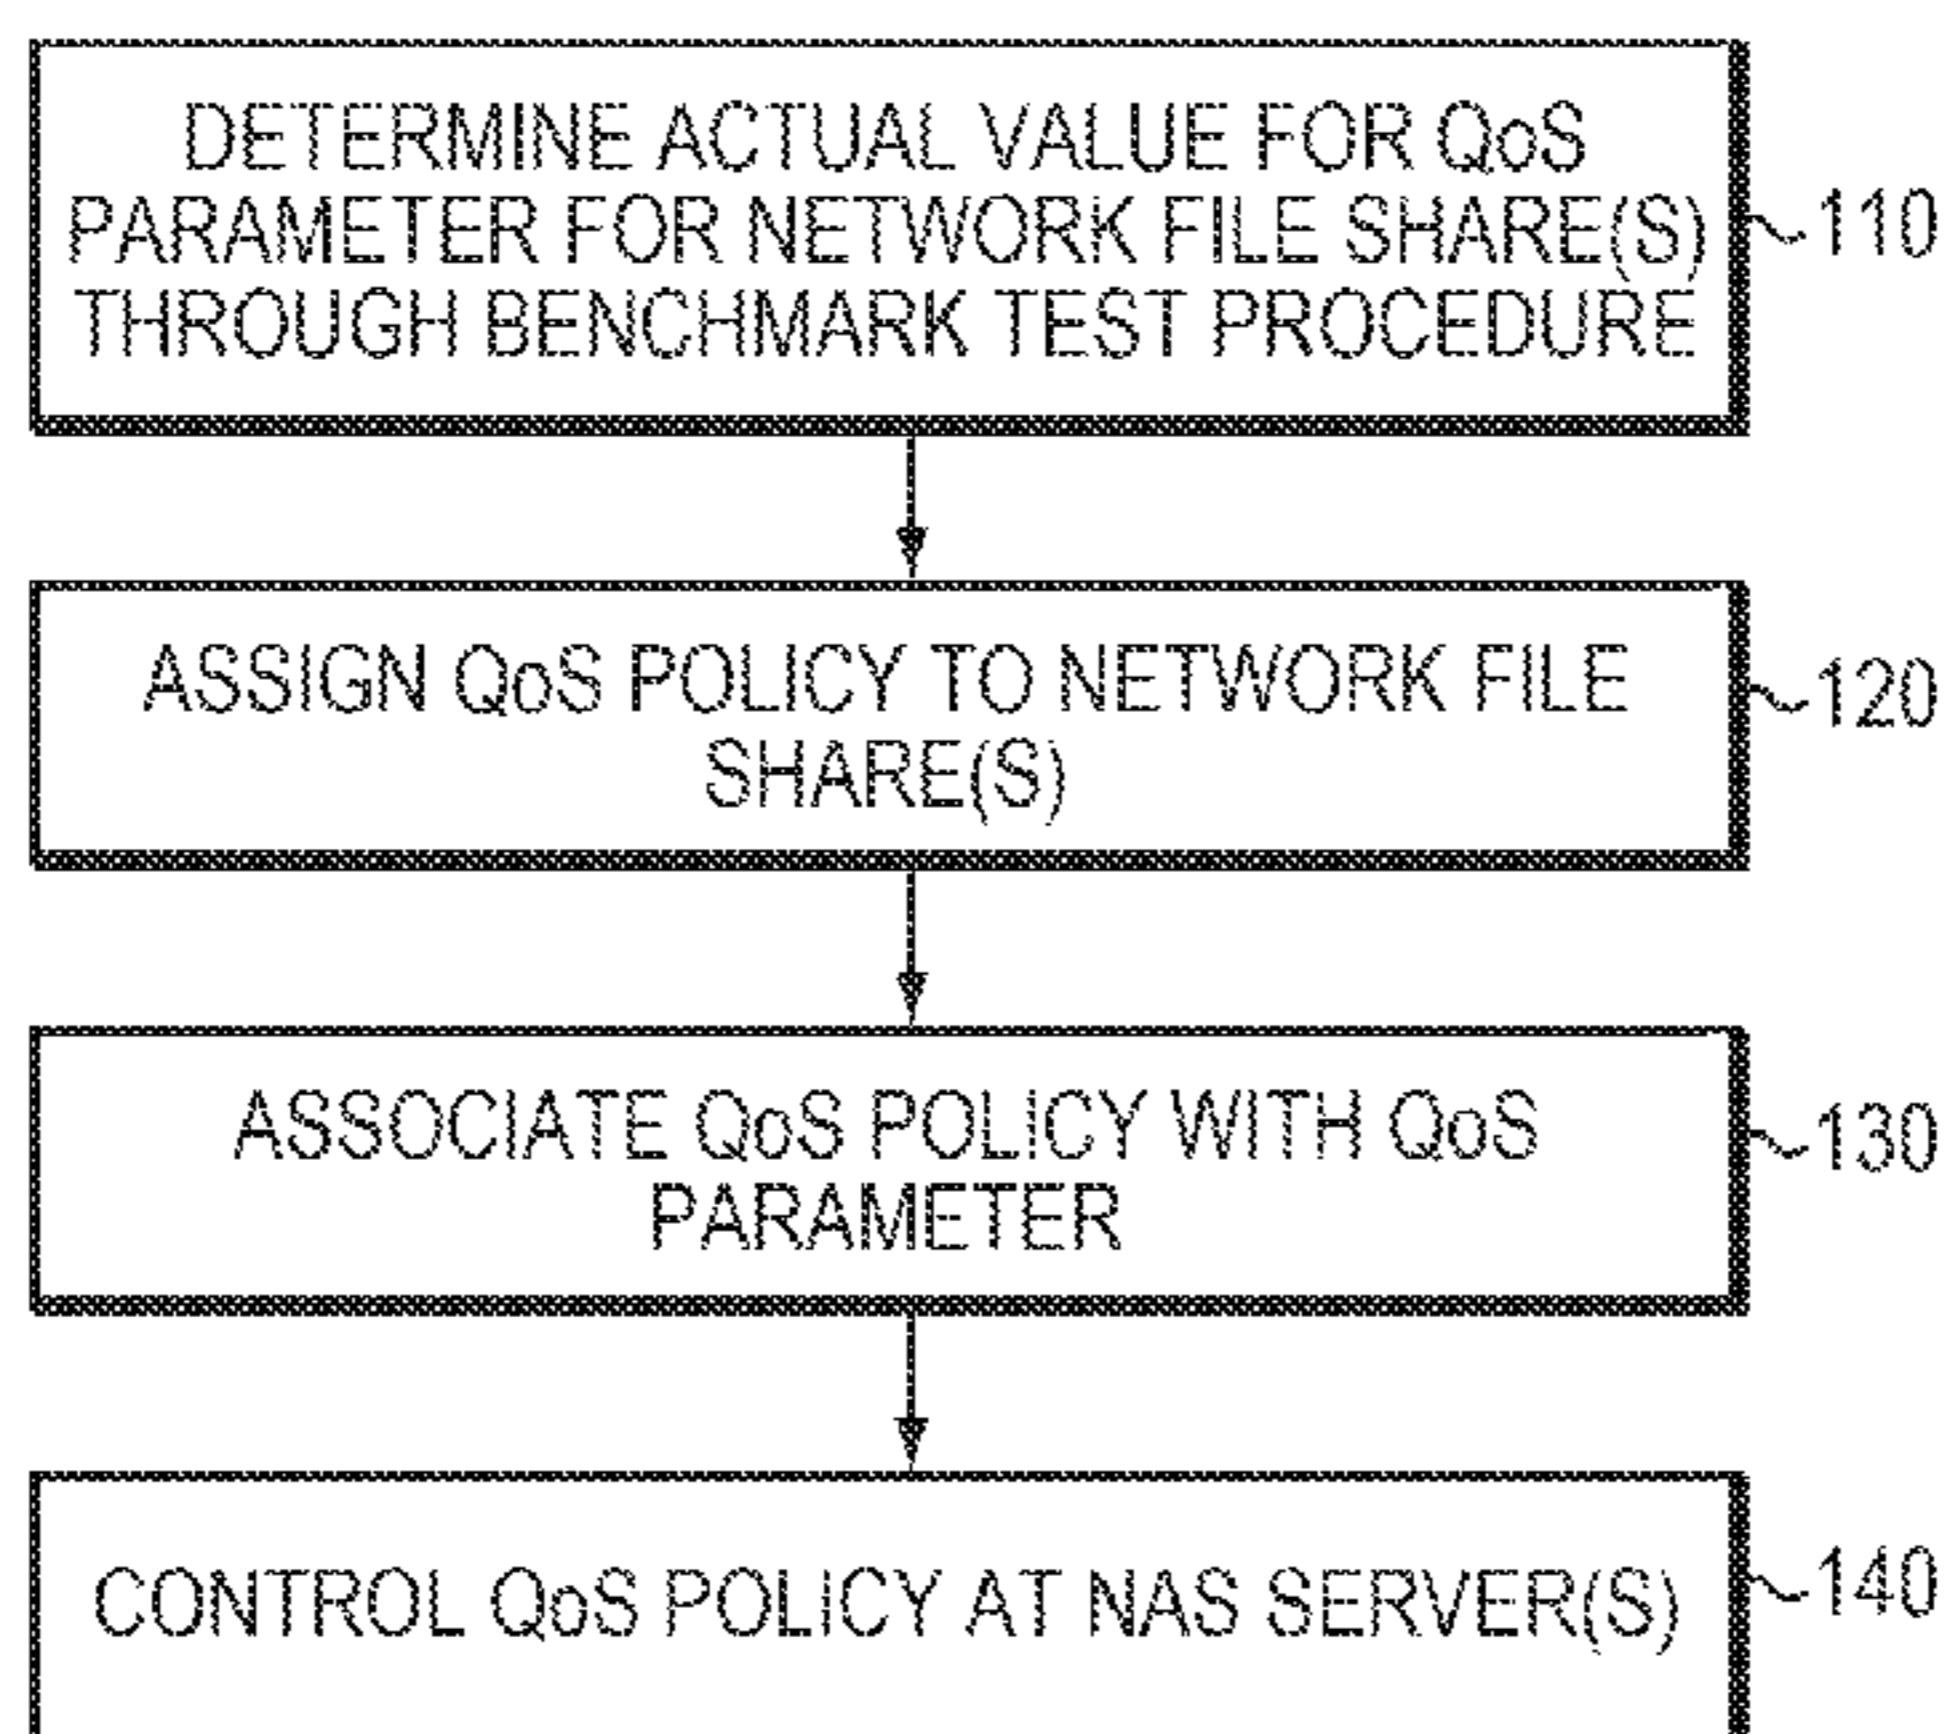 DETERMINE ACTUAL VALUE FOR QoS
PARAMETER FOR NETWORK FILE SHARE(S)
THROUGH BENCHMARK TEST PROCEDURE
110
ASSIGN QoS POLICY TO NETWORK FILE
SHARE(S)
120
ASSOCIATE QoS POLICY WITH QoS
PARAMETER
130
CONTROL QoS POLICY AT NAS SERVER(S)
140